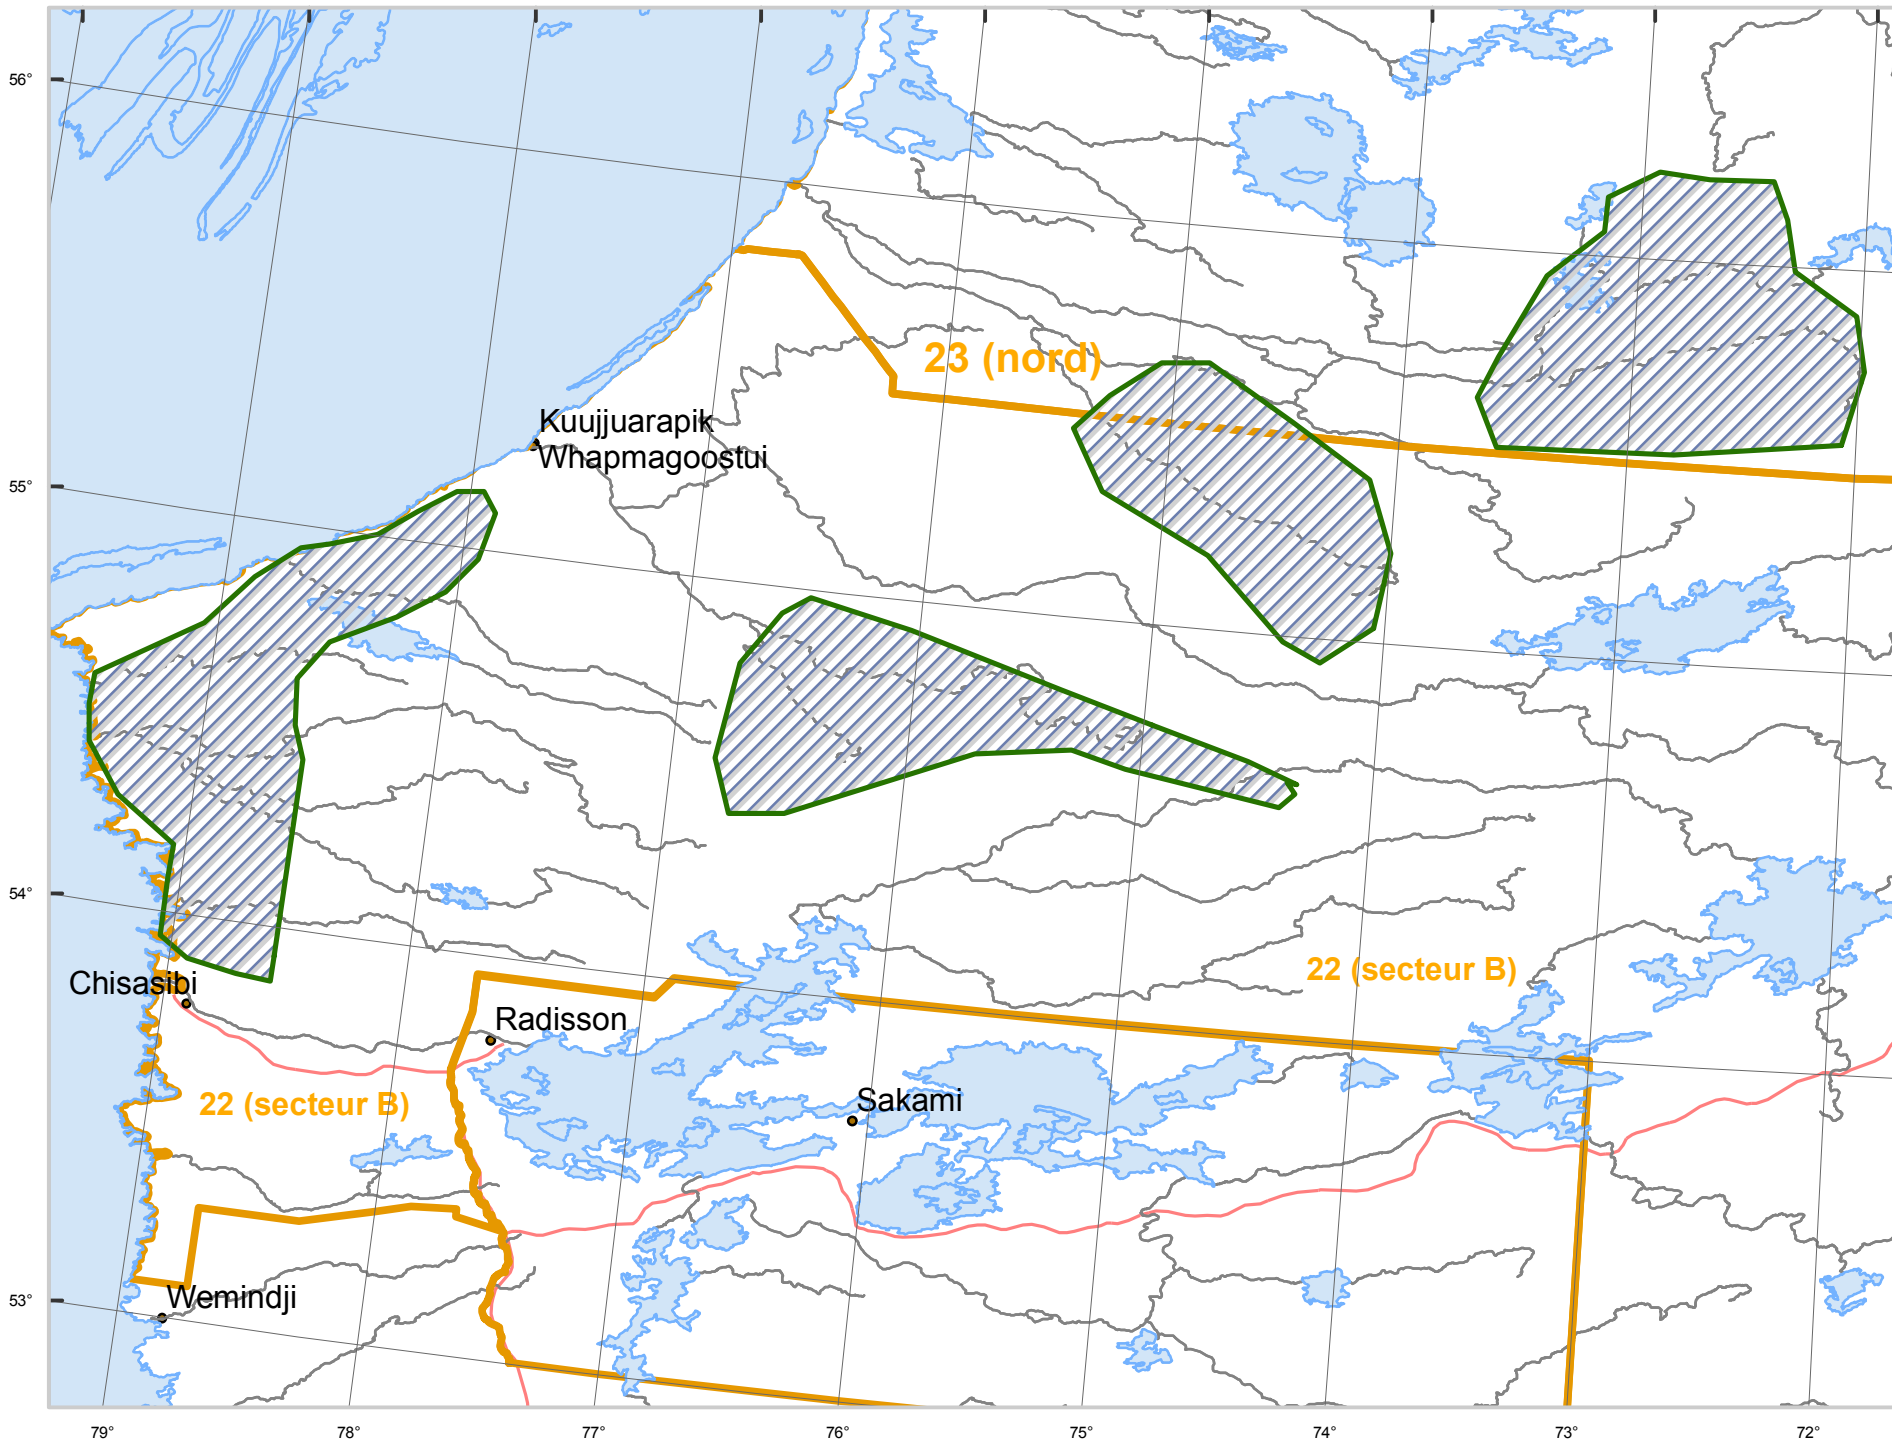 56°
23 (nord)
Kuujjuarapik
Whapmagoostui
55°
54°
22 (secteur B)
Chisasibi
Radisson
Sakami
22 (secteur B)
Wemindji
53°
79° 78° 77° 76° 75° 74° 73° 72°